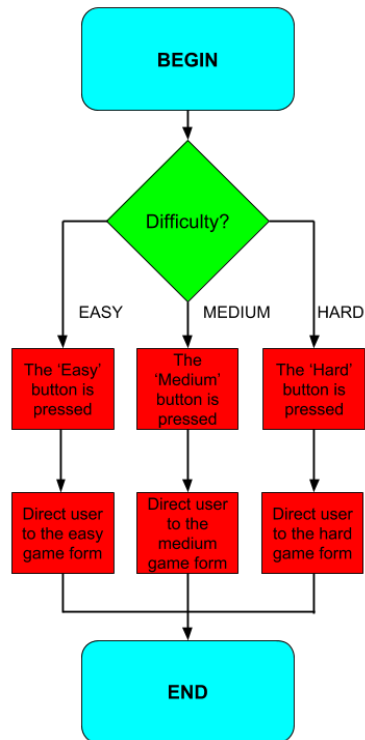 BEGIN
Difficulty?
EASY
MEDIUM
HARD
The ‘Easy’
button is
pressed
The
‘Medium’
button is
pressed
The ‘Hard’
button is
pressed
Direct user
to the easy
game form
Direct user
to the
medium
game form
Direct user
to the hard
game form
END